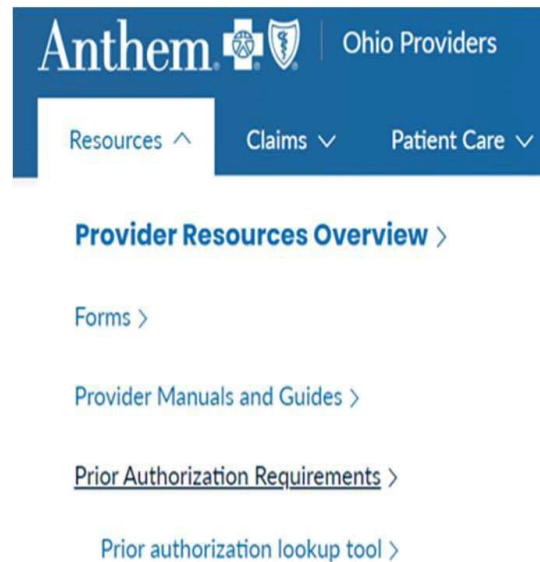 Anthem Ohio Providers
Resources Claims Patient Care
Provider Resources Overview >
Forms >
Provider Manuals and Guides >
Prior Authorization Requirements >
Prior authorization lookup tool >